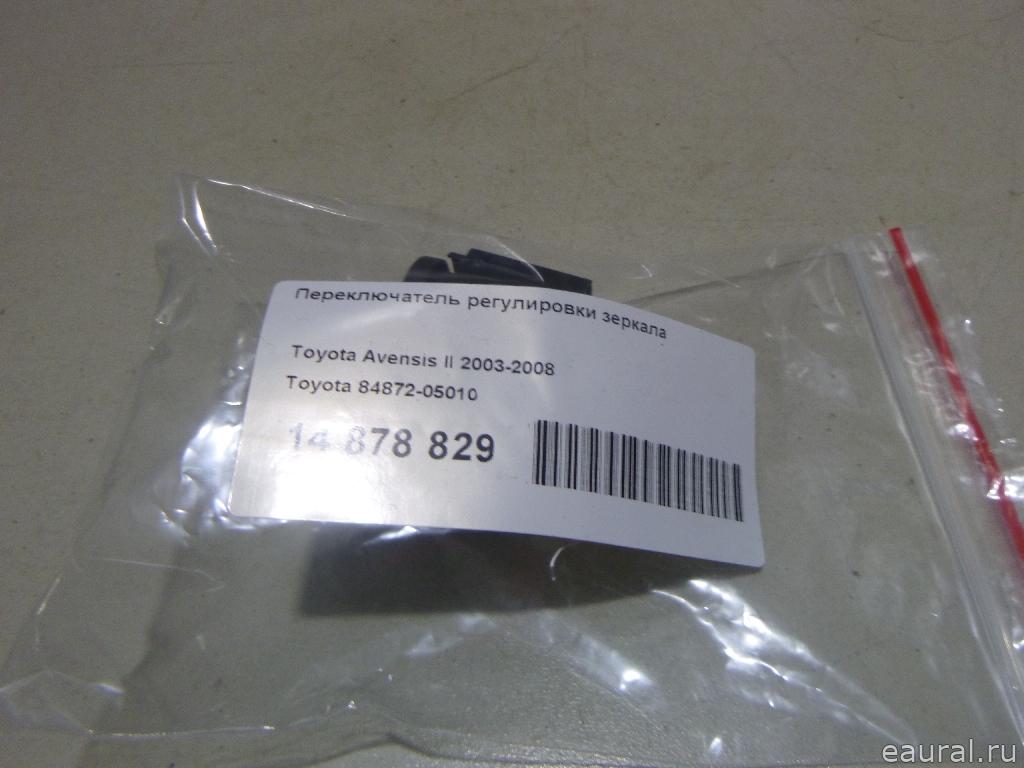 Переключатель регулировки зеркала
Toyota Avensis II 2003-2008
Toyota 84872-05010
14 878 829
eaural.ru